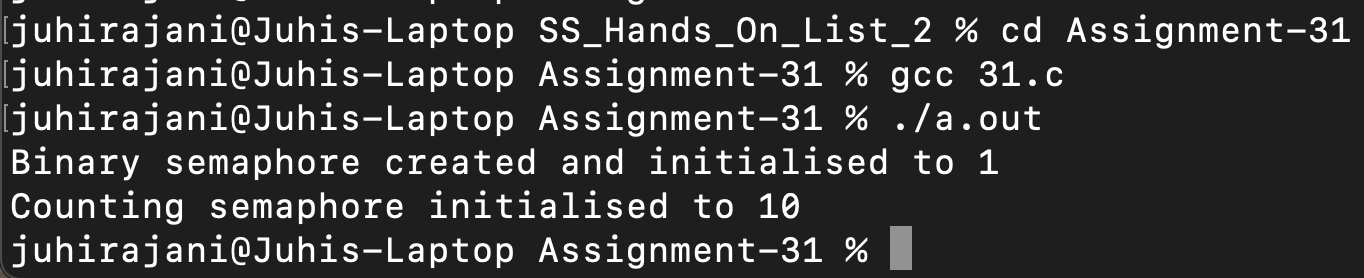 juhirajani@Juhis-Laptop SS_Hands_On_List_2 % cd Assignment-31
juhirajani@Juhis-Laptop Assignment-31 % gcc 31.c
juhirajani@Juhis-Laptop Assignment-31 % ./a.out
Binary semaphore created and initialised to 1
Counting semaphore initialised to 10
juhirajani@Juhis-Laptop Assignment-31 %